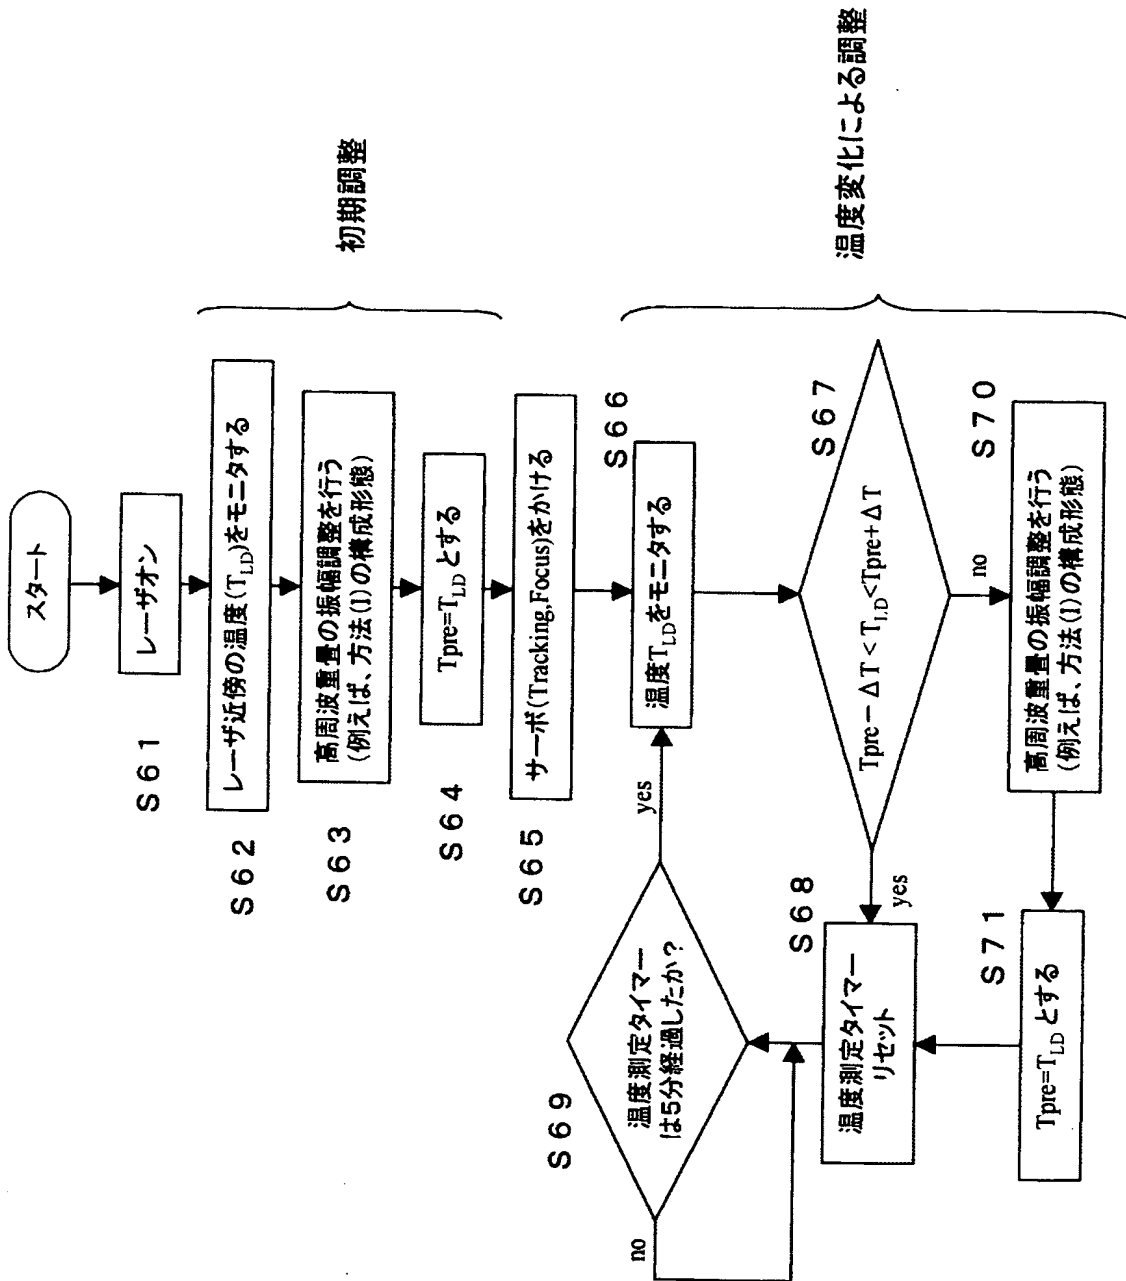 スタート
S61
レーザオン
S62
レーザ近傍の温度(T_LD)をモニタする
S63
高周波重畳の振幅調整を行う
(例えば、方法(1)の構成形態)
S64
Tpre=T_LDとする
初期調整
S65
サーボ(Tracking,Focus)をかける
S66
温度T_LDをモニタする
S67
Tpre－ΔT<T_LD<Tpre+ΔT
yes
no
S68
温度測定タイマー
リセット
S69
温度測定タイマー
は5分経過したか？
yes
no
S70
高周波重畳の振幅調整を行う
(例えば、方法(1)の構成形態)
S71
Tpre=T_LDとする
温度変化による調整